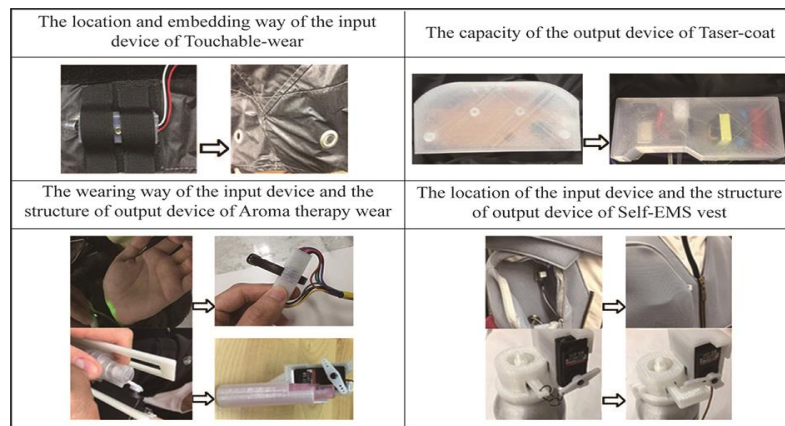 The location and embedding way of the input
device of Touchable-wear
The capacity of the output device of Taser-coat
The wearing way of the input device and the
structure of output device of Aroma therapy wear
The location of the input device and the structure
of output device of Self-EMS vest